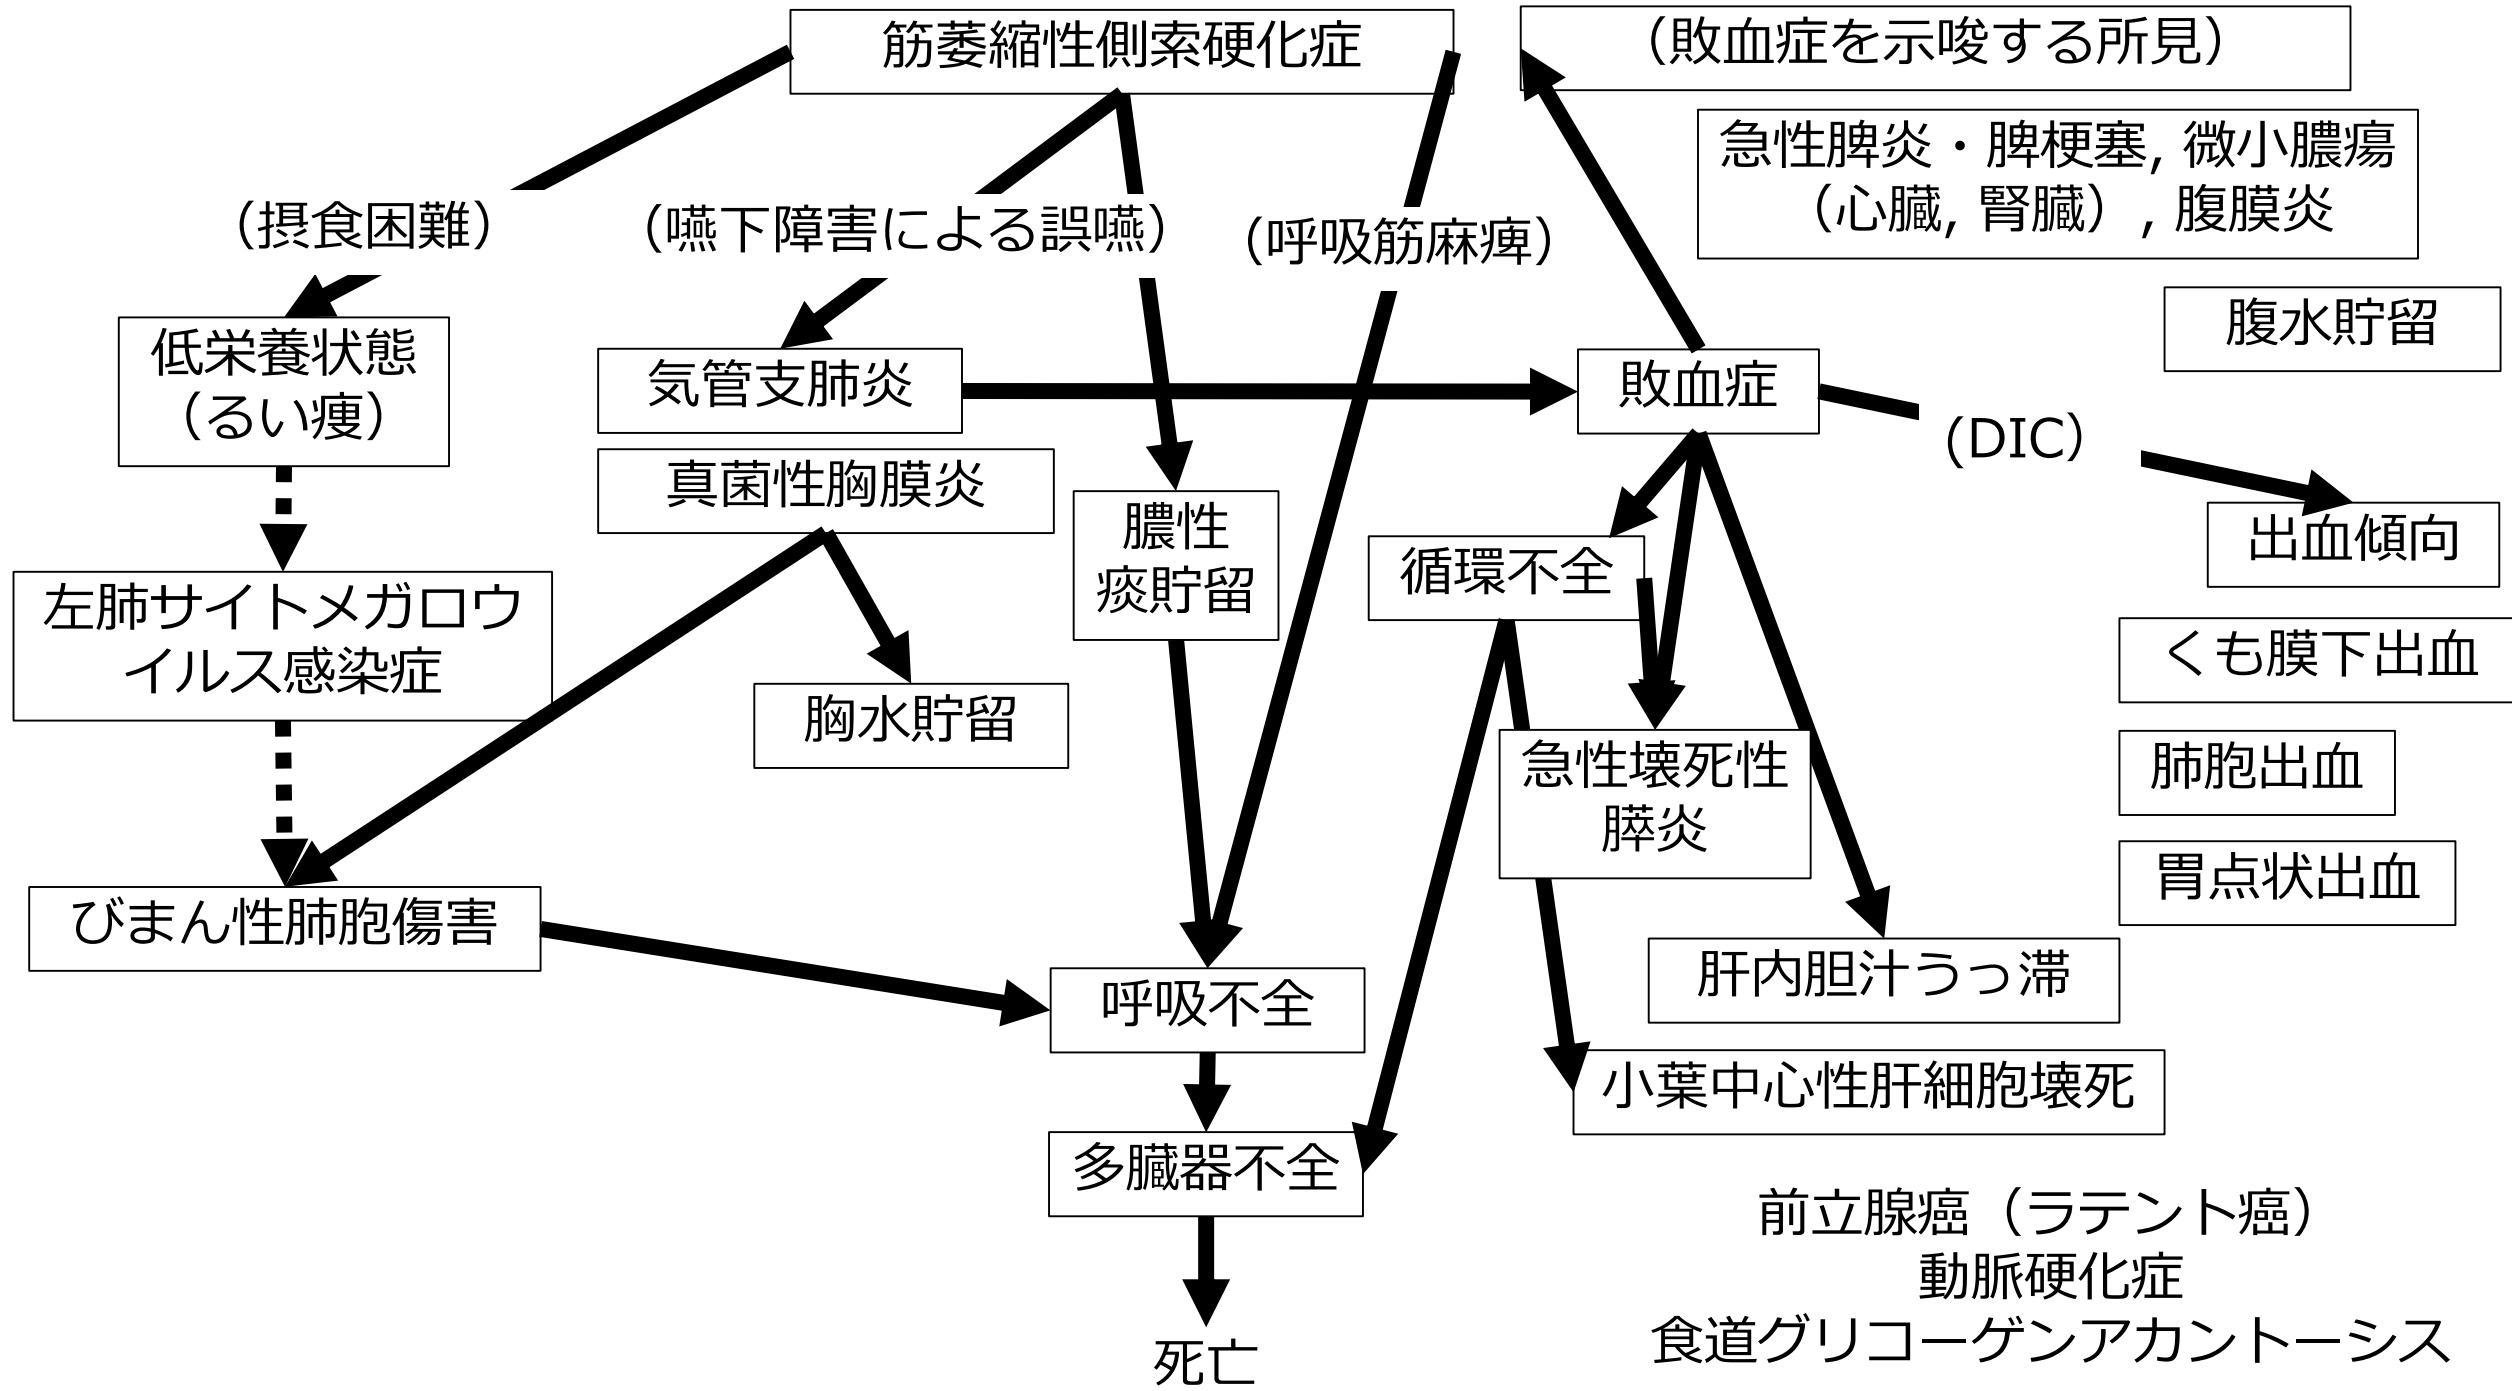 筋萎縮性側索硬化症
（敗血症を示唆する所見）
急性脾炎・脾梗塞, 微小膿瘍
（心臓, 腎臓）, 腹膜炎
（摂食困難）
（嚥下障害による誤嚥）
（呼吸筋麻痺）
腹水貯留
低栄養状態
（るい痩）
気管支肺炎
敗血症
（DIC）
真菌性胸膜炎
膿性
痰貯留
出血傾向
循環不全
左肺サイトメガロウ
イルス感染症
くも膜下出血
胸水貯留
急性壊死性
膵炎
肺胞出血
胃点状出血
びまん性肺胞傷害
呼吸不全
肝内胆汁うっ滞
小葉中心性肝細胞壊死
多臓器不全
前立腺癌（ラテント癌）
動脈硬化症
食道グリコーゲンアカントーシス
死亡